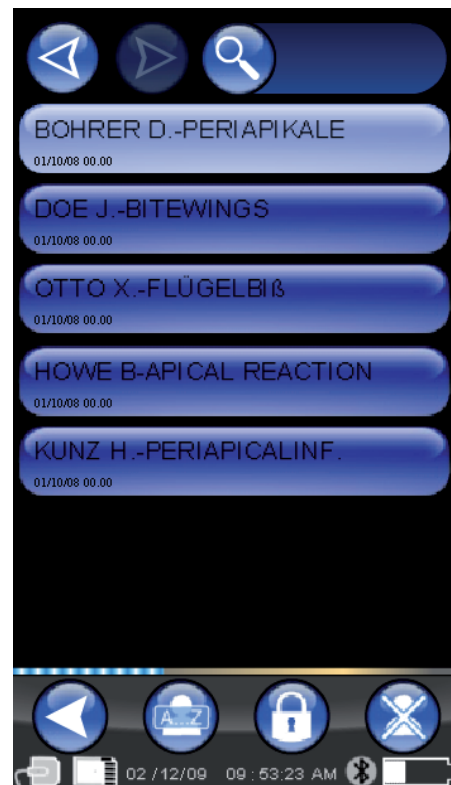 BOHRER D.-PERIAPIKALE
01/10/08 00.00
DOE J.-BITEWINGS
01/10/08 00.00
OTTO X.-FLÜGELBIß
01/10/08 00.00
HOWE B-APICAL REACTION
01/10/08 00.00
KUNZ H.-PERIAPICALINF.
01/10/08 00.00
A...Z
02 /12/09 09 : 53:23 AM